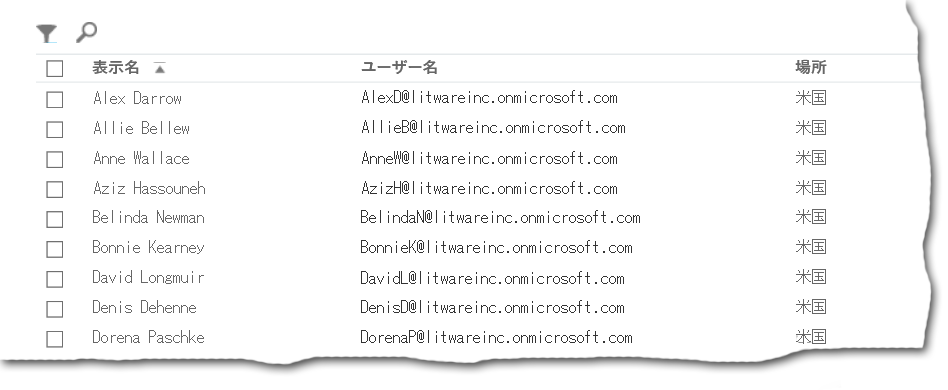 表示名 ユーザー名 場所
Alex Darrow AlexD@litwareinc.onmicrosoft.com 米国
Allie Bellew AllieB@litwareinc.onmicrosoft.com 米国
Anne Wallace AnneW@litwareinc.onmicrosoft.com 米国
Aziz Hassouneh AzizH@litwareinc.onmicrosoft.com 米国
Belinda Newman BelindaN@litwareinc.onmicrosoft.com 米国
Bonnie Kearney BonnieK@litwareinc.onmicrosoft.com 米国
David Longmuir DavidL@litwareinc.onmicrosoft.com 米国
Denis Dehenne DenisD@litwareinc.onmicrosoft.com 米国
Dorena Paschke DorenaP@litwareinc.onmicrosoft.com 米国